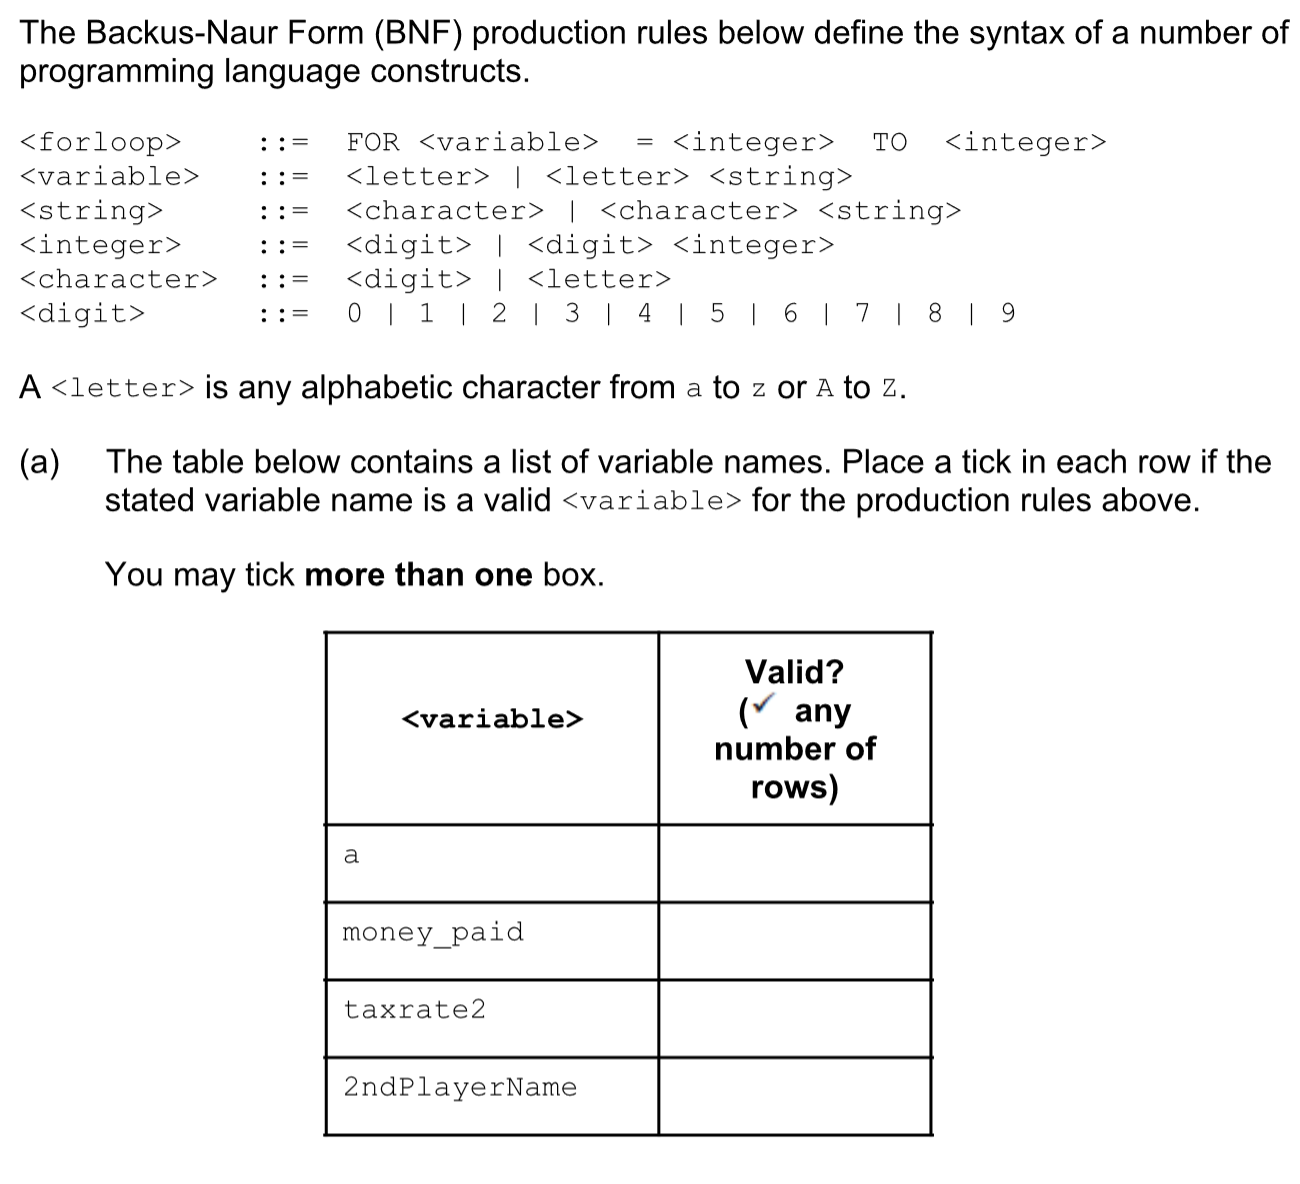 The Backus-Naur Form (BNF) production rules below define the syntax of a number of
programming language constructs.
<forloop> ::= FOR <variable> = <integer> TO <integer>
<variable> ::= <letter> | <letter> <string>
<string> ::= <character> | <character> <string>
<integer> ::= <digit> | <digit> <integer>
<character> ::= <digit> | <letter>
<digit> ::= 0 | 1 | 2 | 3 | 4 | 5 | 6 | 7 | 8 | 9
A <letter> is any alphabetic character from a to z or A to Z.
(a) The table below contains a list of variable names. Place a tick in each row if the
stated variable name is a valid <variable> for the production rules above.
You may tick more than one box.
<variable>
Valid?
(✓ any
number of
rows)
a
money_paid
taxrate2
2ndPlayerName